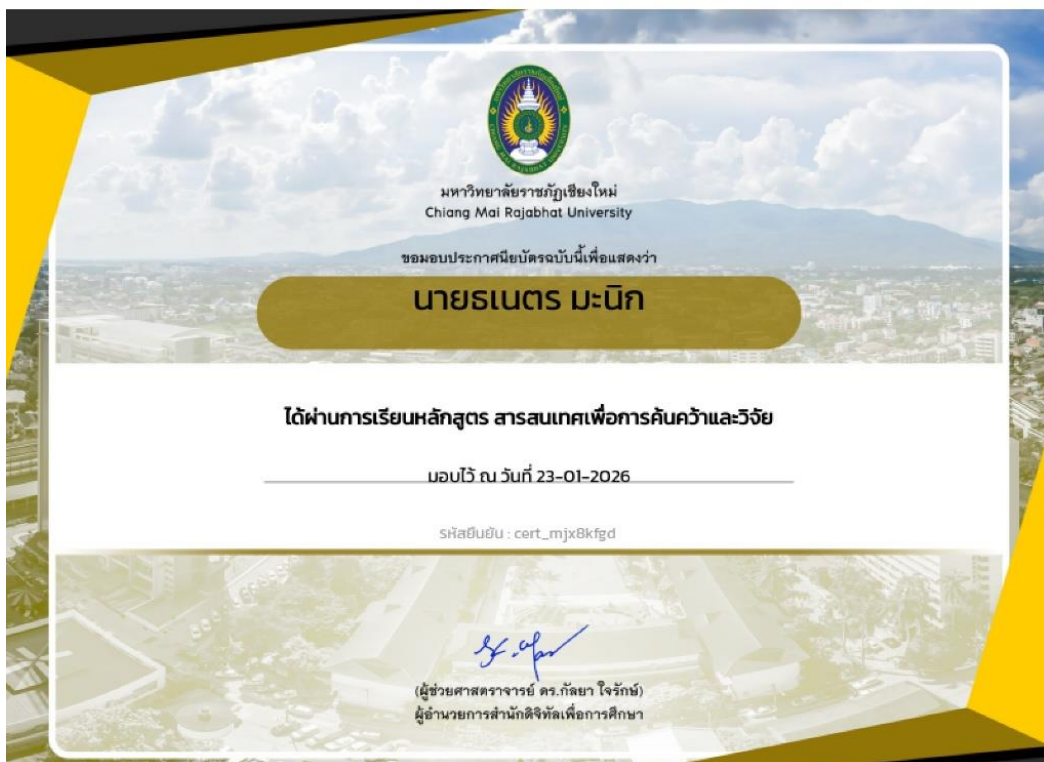 มหาวิทยาลัยราชภัฏเชียงใหม่
Chiang Mai Rajabhat University
ขอมอบประกาศนียบัตรฉบับนี้เพื่อแสดงว่า
นายธเนตร มะนิก
ได้ผ่านการเรียนหลักสูตร สารสนเทศเพื่อการค้นคว้าและวิจัย
มอบไว้ ณ วันที่ 23-01-2026
รหัสยืนยัน : cert_mjx8kfgd
(ผู้ช่วยศาสตราจารย์ ดร.กัลยา ใจรักษ์)
ผู้อำนวยการสำนักดิจิทัลเพื่อการศึกษา